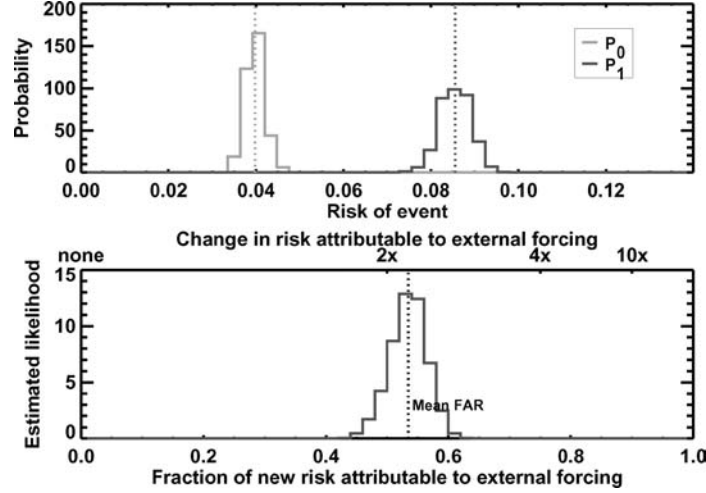 200
150
100
50
0
Probability
P0
P1
0.00 0.02 0.04 0.06 0.08 0.10 0.12
Risk of event
Change in risk attributable to external forcing
none 2x 4x 10x
15
10
5
0
Estimated likelihood
Mean FAR
0.0 0.2 0.4 0.6 0.8 1.0
Fraction of new risk attributable to external forcing